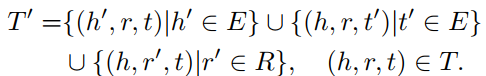 T′ ={(h′, r, t)|h′ ∈ E} ∪ {(h, r, t′)|t′ ∈ E}
∪ {(h, r′, t)|r′ ∈ R}, (h, r, t) ∈ T.